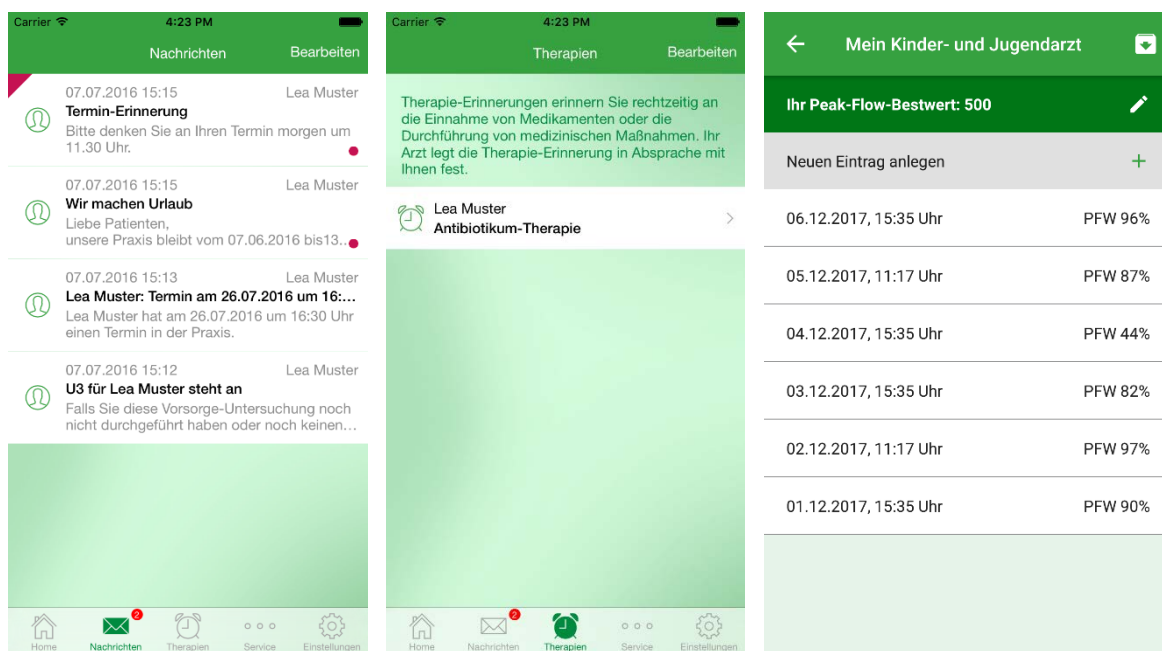 Carrier 4:23 PM
Nachrichten Bearbeiten
07.07.2016 15:15 Lea Muster
Termin-Erinnerung
Bitte denken Sie an Ihren Termin morgen um
11.30 Uhr.
07.07.2016 15:15 Lea Muster
Wir machen Urlaub
Liebe Patienten,
unsere Praxis bleibt vom 07.06.2016 bis13...
07.07.2016 15:13 Lea Muster
Lea Muster: Termin am 26.07.2016 um 16:...
Lea Muster hat am 26.07.2016 um 16:30 Uhr
einen Termin in der Praxis.
07.07.2016 15:12 Lea Muster
U3 für Lea Muster steht an
Falls Sie diese Vorsorge-Untersuchung noch
nicht durchgeführt haben oder noch keinen...
2
Home Nachrichten Therapien Service Einstellungen
Carrier 4:23 PM
Therapien Bearbeiten
Therapie-Erinnerungen erinnern Sie rechtzeitig an
die Einnahme von Medikamenten oder die
Durchführung von medizinischen Maßnahmen. Ihr
Arzt legt die Therapie-Erinnerung in Absprache mit
Ihnen fest.
Lea Muster
Antibiotikum-Therapie
2
Home Nachrichten Therapien Service Einstellungen
Mein Kinder- und Jugendarzt
Ihr Peak-Flow-Bestwert: 500
Neuen Eintrag anlegen +
06.12.2017, 15:35 Uhr PFW 96%
05.12.2017, 11:17 Uhr PFW 87%
04.12.2017, 15:35 Uhr PFW 44%
03.12.2017, 15:35 Uhr PFW 82%
02.12.2017, 11:17 Uhr PFW 97%
01.12.2017, 15:35 Uhr PFW 90%